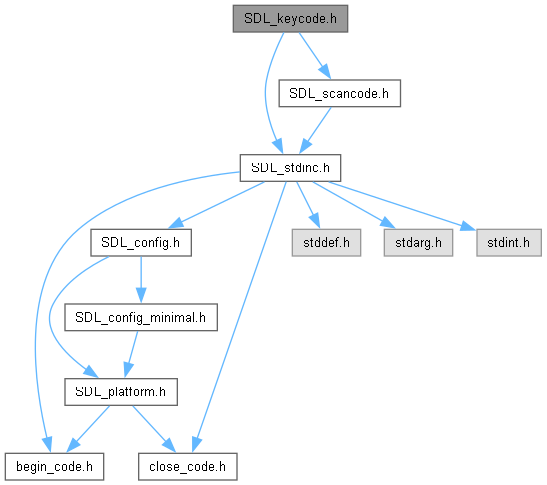 SDL_keycode.h
SDL_scancode.h
SDL_stdinc.h
SDL_config.h
stddef.h
stdarg.h
stdint.h
SDL_config_minimal.h
SDL_platform.h
begin_code.h
close_code.h